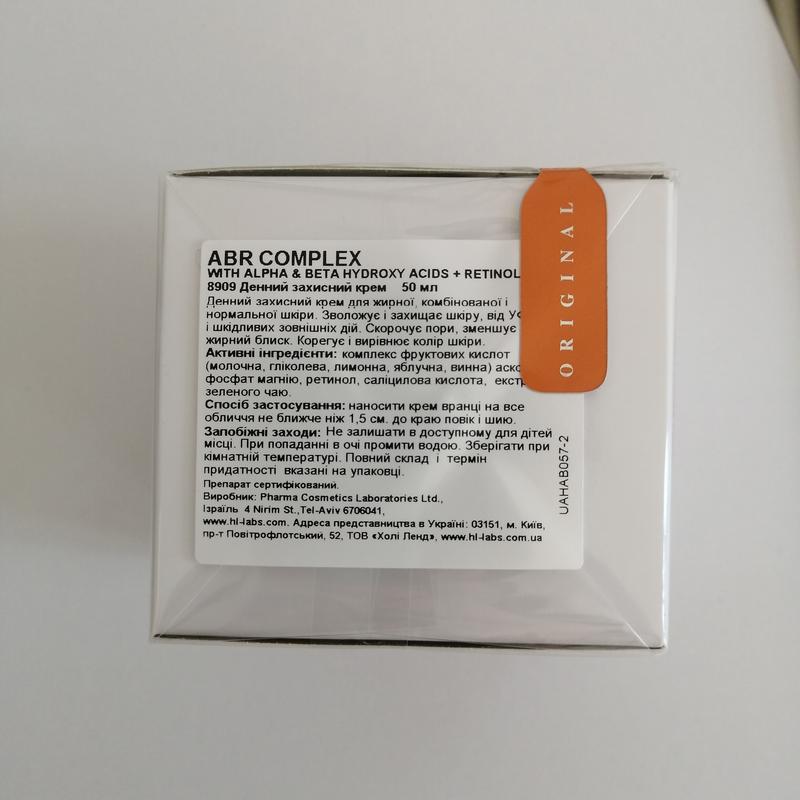 ABR COMPLEX
WITH ALPHA & BETA HYDROXY ACIDS + RETINOL
8909 Денний захисний крем 50 мл
Денний захисний крем для жирної, комбінованої і
нормальної шкіри. Зволожує і захищає шкіру, від
і шкідливих зовнішніх дій. Скорочує пори, зменшує
жирний блиск. Корегує і вирівнює колір шкіри.
Активні інгредієнти: комплекс фруктових кислот
(молочна, гліколева, лимонна, яблучна, винна)
фосфат магнію, ретинол, саліцилова кислота,
зеленого чаю.
Спосіб застосування: наносити крем вранці на все
обличчя не ближче ніж 1,5 см. до краю повік і шию.
Запобіжні заходи: Не залишати в доступному для дітей
місці. При попаданні в очі промити водою. Зберігати при
кімнатній температурі. Повний склад і термін
придатності вказані на упаковці.
Препарат сертифікований.
Виробник: Pharma Cosmetics Laboratories Ltd.,
Ізраїль 4 Nirim St.,Tel-Aviv 6706041,
www.hl-labs.com. Адреса представництва в Україні: 03151, м. Київ,
пр-т Повітрофлотський, 52, ТОВ «Холі Ленд», www.hl-labs.com.ua
UAHAB057-2
ORIGINAL